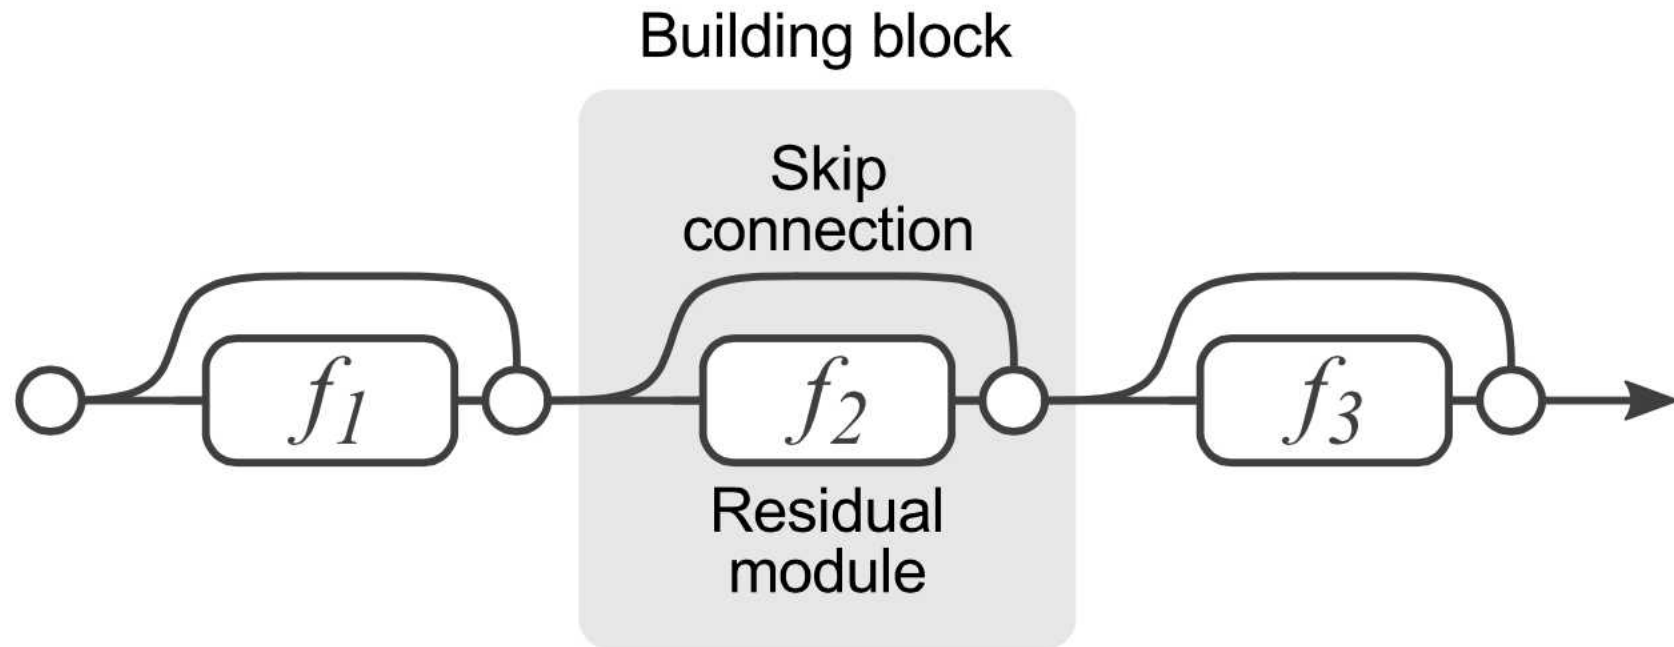 Building block
Skip
connection
f1 f2 f3
Residual
module